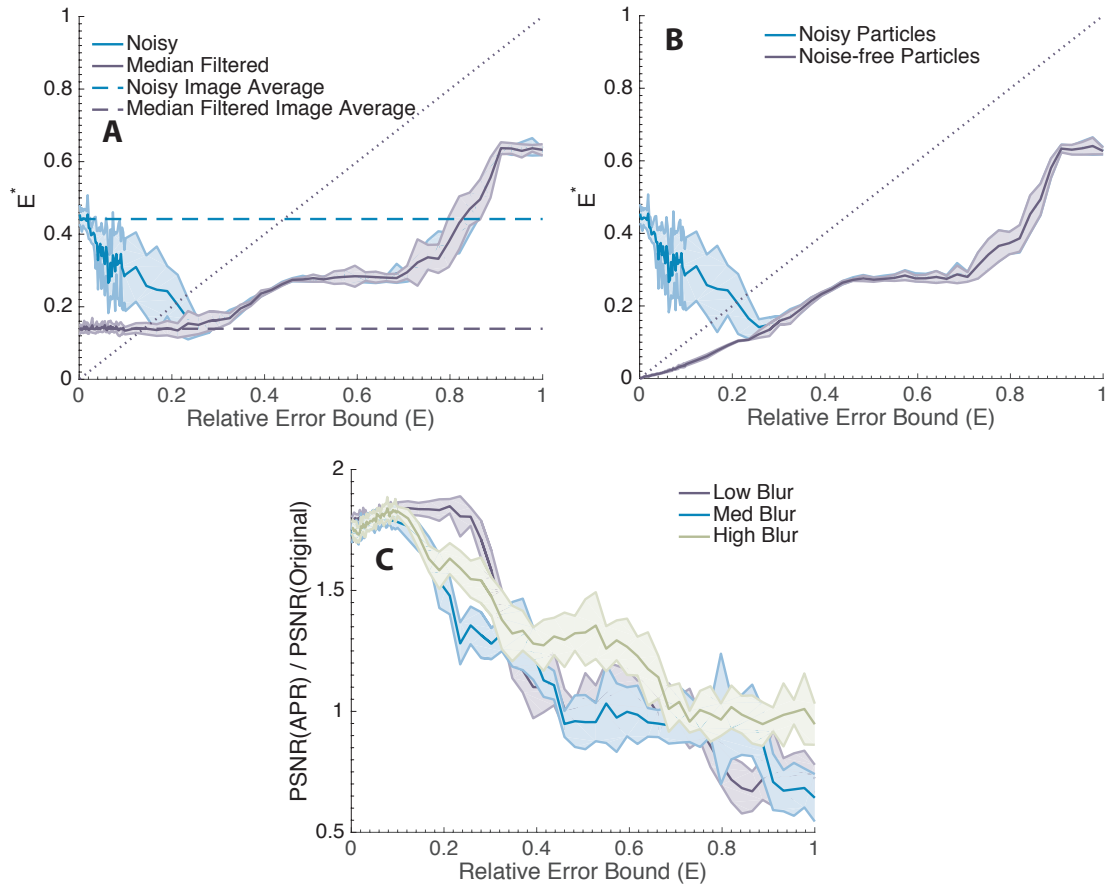 1
0.8
0.6
0.4
0.2
0
E*
Noisy
Median Filtered
Noisy Image Average
Median Filtered Image Average
A
0 0.2 0.4 0.6 0.8 1
Relative Error Bound (E)
1
0.8
0.6
0.4
0.2
0
E*
B
Noisy Particles
Noise-free Particles
0 0.2 0.4 0.6 0.8 1
Relative Error Bound (E)
2
1.5
1
0.5
PSNR(APR) / PSNR(Original)
Low Blur
Med Blur
High Blur
C
0 0.2 0.4 0.6 0.8 1
Relative Error Bound (E)